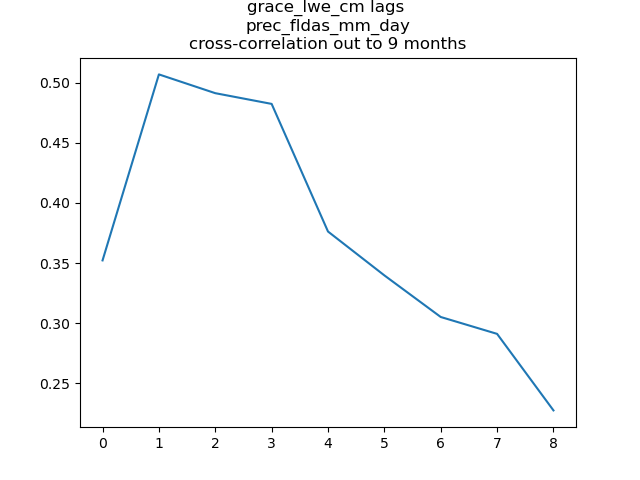 grace_lwe_cm lags
prec_fldas_mm_day
cross-correlation out to 9 months
0.50
0.45
0.40
0.35
0.30
0.25
0 1 2 3 4 5 6 7 8